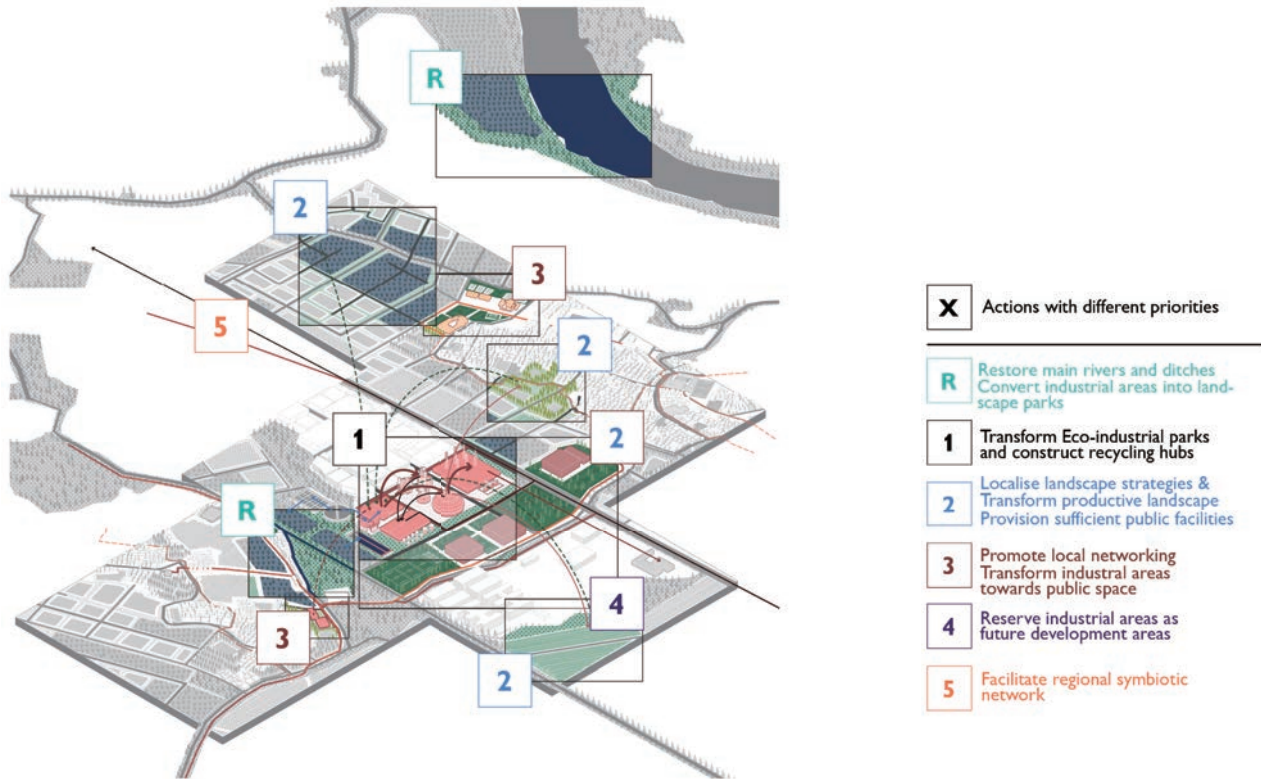 R
2
3
5
2
1
2
R
4
3
2
X Actions with different priorities
R Restore main rivers and ditches
Convert industrial areas into land-
scape parks
1 Transform Eco-industrial parks
and construct recycling hubs
2 Localise landscape strategies &
Transform productive landscape
Provision sufficient public facilities
3 Promote local networking
Transform industral areas
towards public space
4 Reserve industrial areas as
future development areas
5 Facilitate regional symbiotic
network